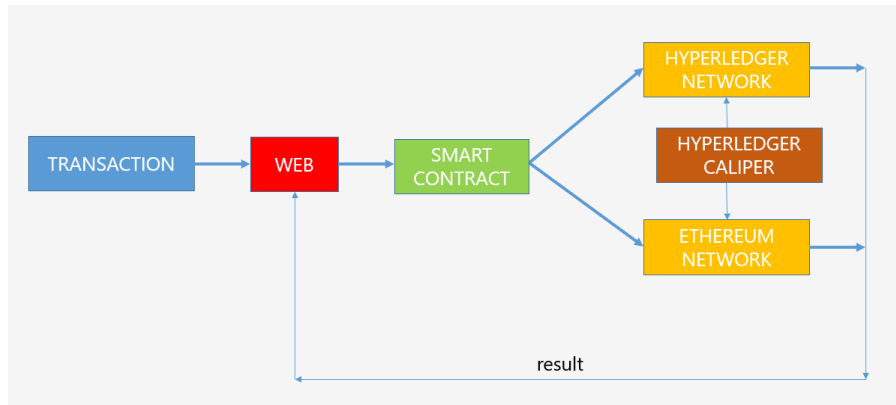 TRANSACTION
WEB
SMART
CONTRACT
HYPERLEDGER
NETWORK
HYPERLEDGER
CALIPER
ETHEREUM
NETWORK
result